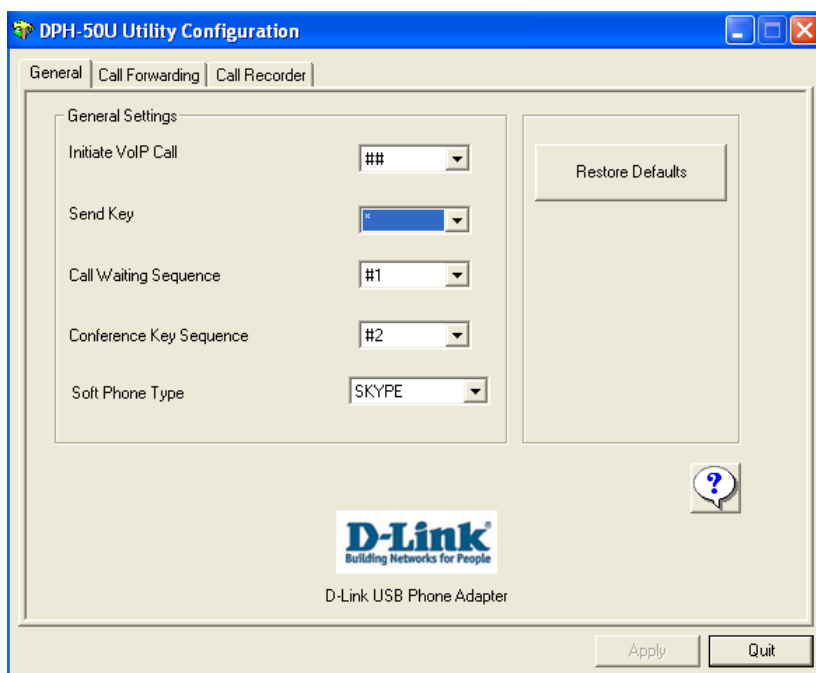 DPH-50U Utility Configuration
General Call Forwarding Call Recorder
General Settings
Initiate VoIP Call ##
Restore Defaults
Send Key *
Call Waiting Sequence #1
Conference Key Sequence #2
Soft Phone Type SKYPE
?
D-Link®
Building Networks for People
D-Link USB Phone Adapter
Apply Quit